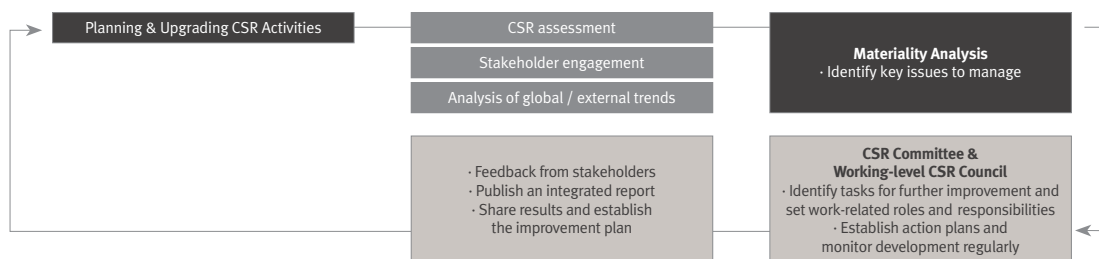 Planning & Upgrading CSR Activities
CSR assessment
Stakeholder engagement
Analysis of global / external trends
Materiality Analysis
· Identify key issues to manage
· Feedback from stakeholders
· Publish an integrated report
· Share results and establish
the improvement plan
CSR Committee &
Working-level CSR Council
· Identify tasks for further improvement and
set work-related roles and responsibilities
· Establish action plans and
monitor development regularly